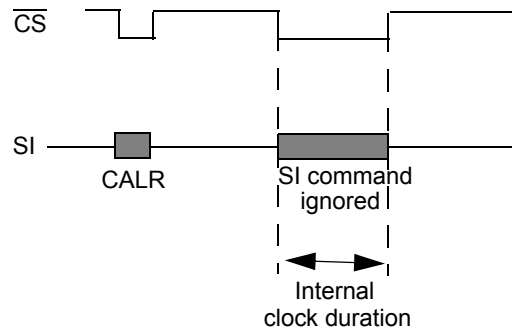 CS
SI
CALR
SI command
ignored
Internal
clock duration